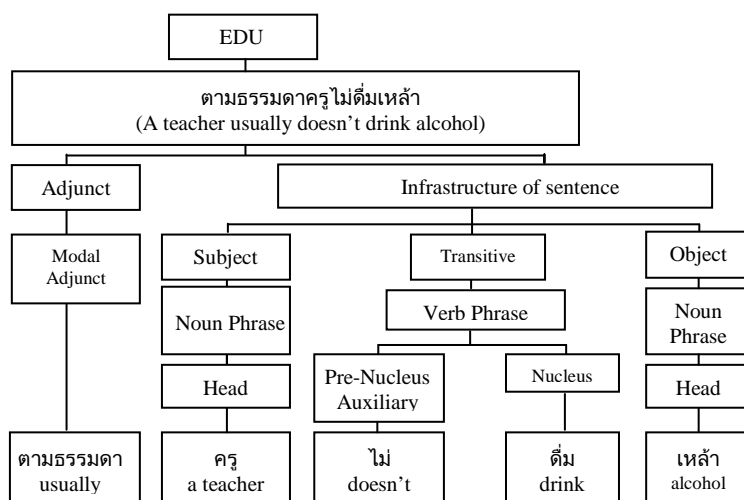 EDU
ตามธรรมดาครูไม่ดื่มเหล้า
(A teacher usually doesn’t drink alcohol)
Adjunct
Infrastructure of sentence
Modal
Adjunct
Subject
Transitive
Object
Noun Phrase
Verb Phrase
Noun
Phrase
Head
Pre-Nucleus
Auxiliary
Nucleus
Head
ตามธรรมดา
usually
ครู
a teacher
ไม่
doesn’t
ดื่ม
drink
เหล้า
alcohol